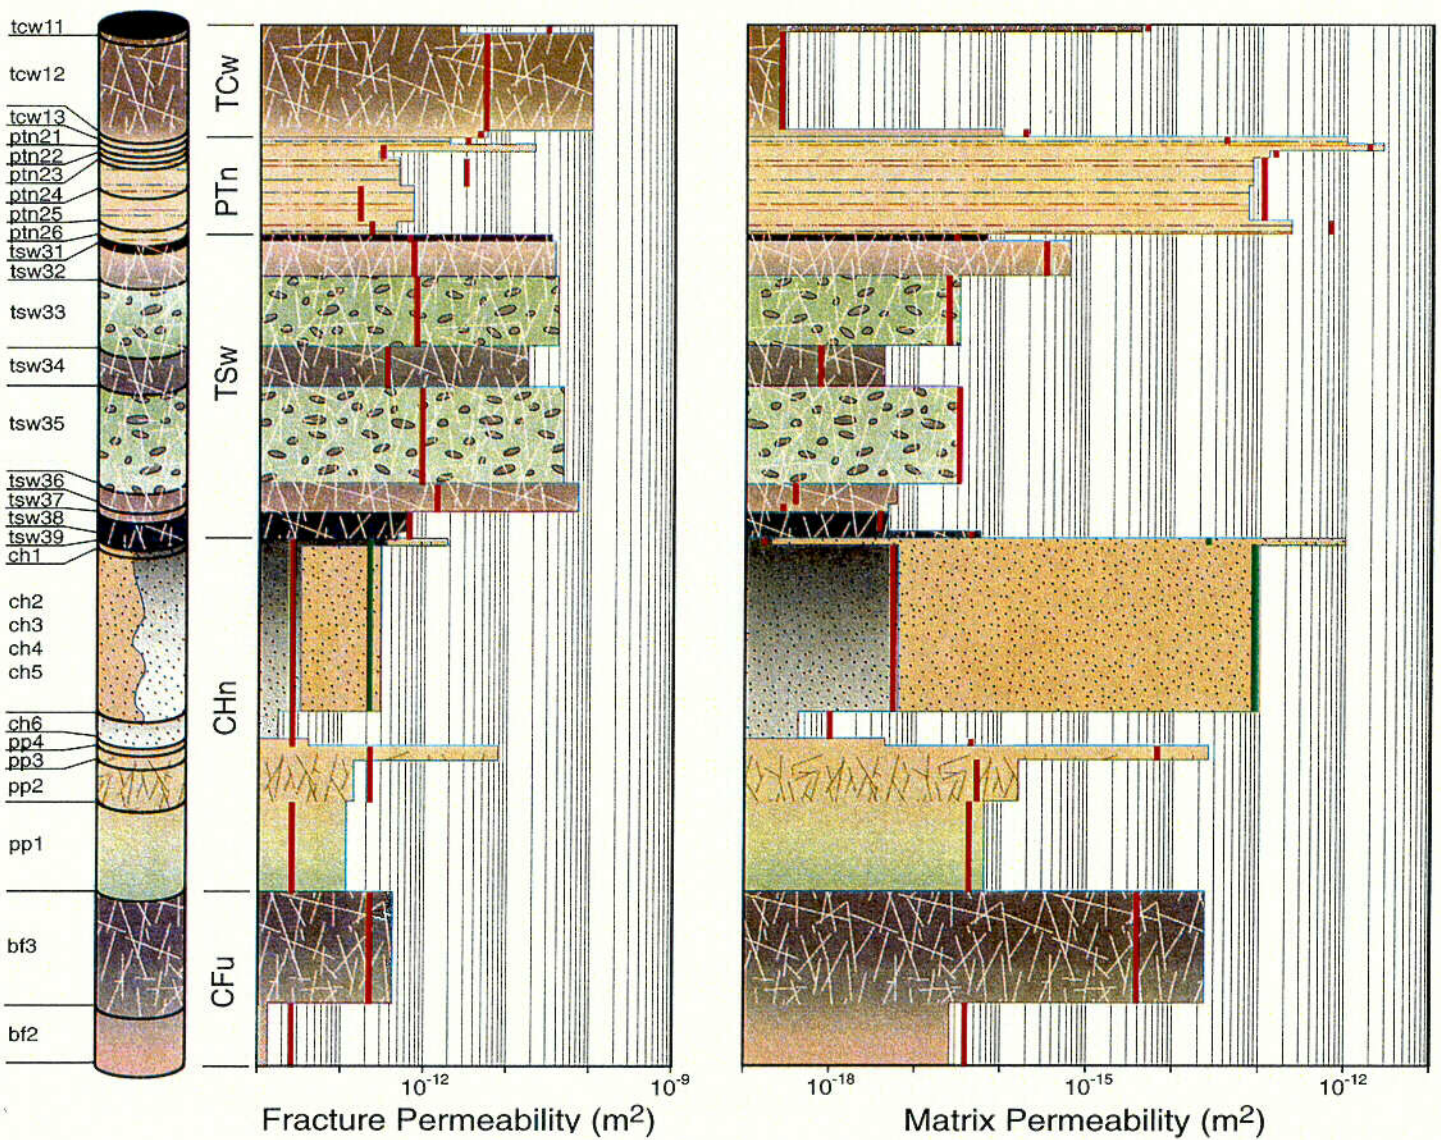 tcw11
tcw12
tcw13
ptn21
ptn22
ptn23
ptn24
ptn25
ptn26
tsw31
tsw32
tsw33
tsw34
tsw35
tsw36
tsw37
tsw38
tsw39
ch1
ch2
ch3
ch4
ch5
ch6
pp4
pp3
pp2
pp1
bf3
bf2
TCw
PTn
TSw
CHn
CFu
10-12
10-9
Fracture Permeability (m2)
10-18
10-15
10-12
Matrix Permeability (m2)